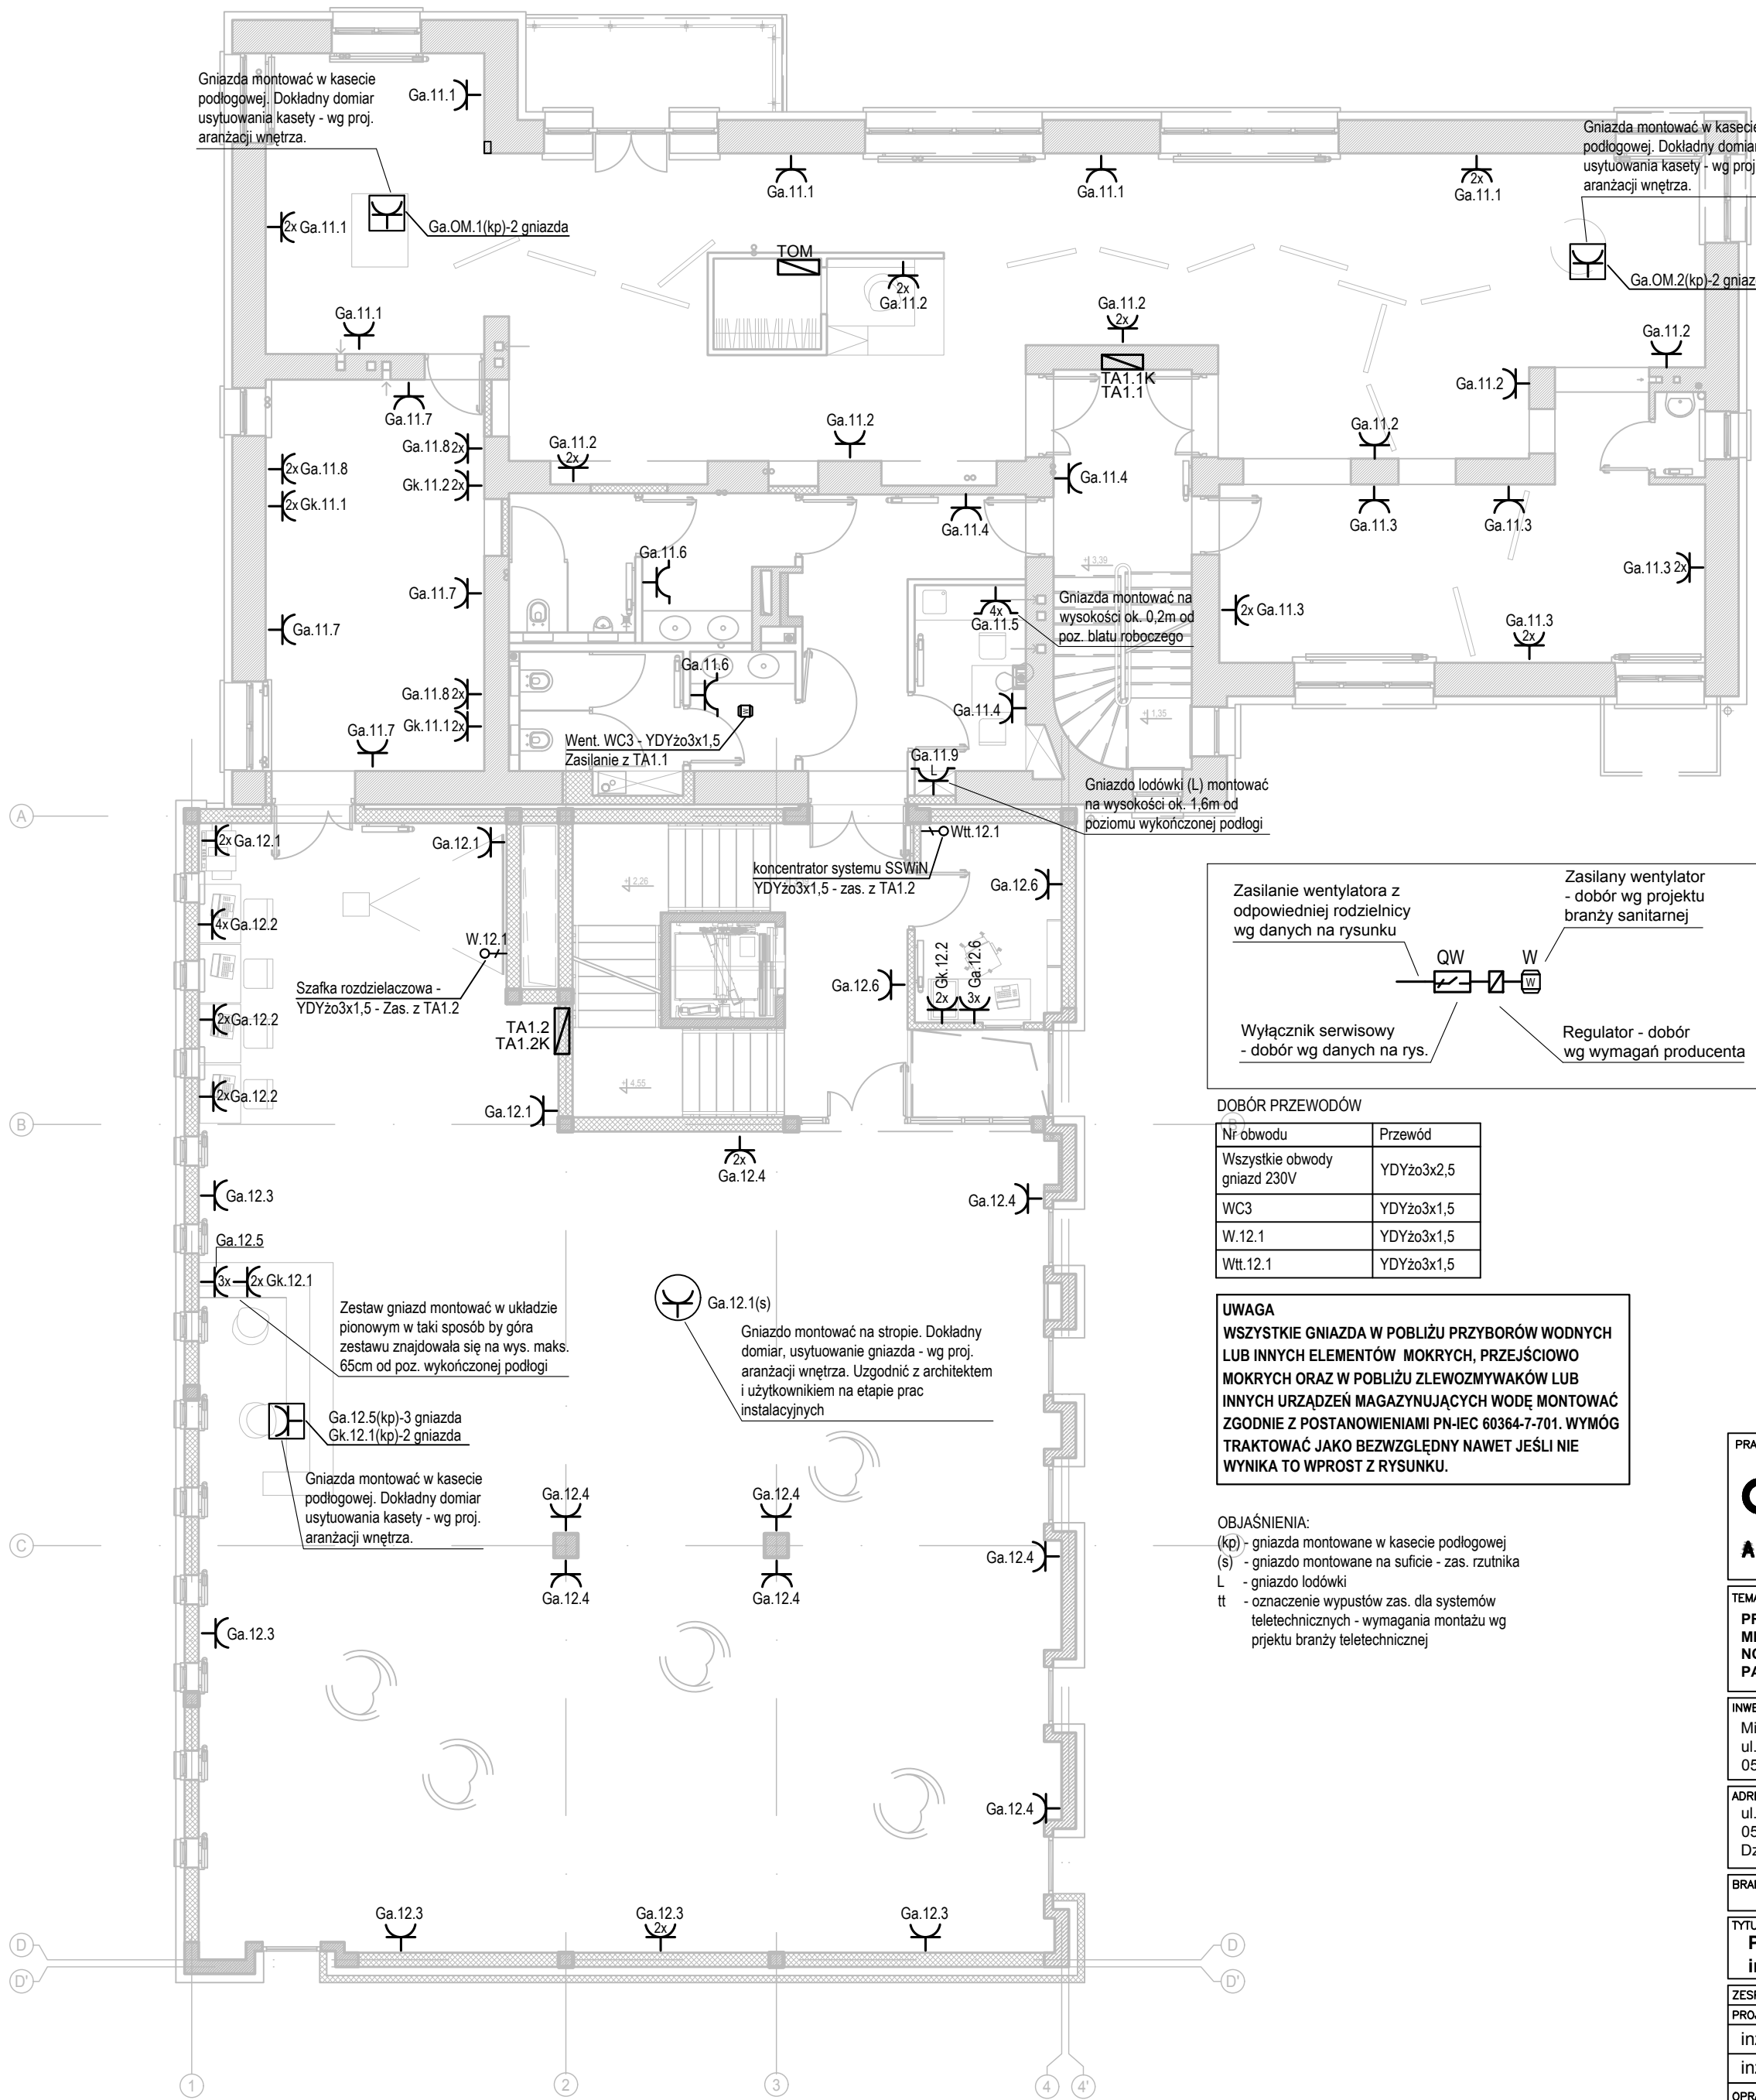 Gniazda montować w kasecie
podłogowej. Dokładny domiar
usytuowania kasety - wg proj.
aranżacji wnętrza.
Ga.11.1
Gniazda montować w kasecie
podłogowej. Dokładny domiar
usytuowania kasety - wg proj.
aranżacji wnętrza.
Ga.11.1
Ga.11.1
2x
Ga.11.1
2x Ga.11.1
Ga.OM.1(kp)-2 gniazda
TOM
2x
Ga.11.2
Ga.OM.2(kp)-2
Ga.11.1
Ga.11.2
2x
Ga.11.2
TA1.1K
TA1.1
Ga.11.2
Ga.11.7
Ga.11.2
Ga.11.2
Ga.11.8 2x
Ga.11.2
2x
2x Ga.11.8
Gk.11.2 2x
Ga.11.4
2x Gk.11.1
Ga.11.4
Ga.11.3
Ga.11.3
Ga.11.6
+3,39
Ga.11.3 2x
Ga.11.7
Gniazda montować na
wysokości ok. 0,2m od
poz. blatu roboczego
4x
Ga.11.5
2x Ga.11.3
Ga.11.7
Ga.11.3
2x
Ga.11.6
Ga.11.8 2x
Ga.11.4
+1,35
Gk.11.1 2x
Ga.11.7
Went. WC3 - YDYżo3x1,5
Zasilanie z TA1.1
W
Ga.11.9
L
Gniazdo lodówki (L) montować
na wysokości ok. 1,6m od
poziomu wykończonej podłogi
A
2x Ga.12.1
Ga.12.1
Wtt.12.1
koncentrator systemu SSWiN
YDYżo3x1,5 - zas. z TA1.2
+2,26
Ga.12.6
Zasilanie wentylatora z
odpowiedniej rodzielnicy
wg danych na rysunku
Zasilany wentylator
- dobór wg projektu
branży sanitarnej
4x Ga.12.2
W.12.1
QW
W
W
Szafka rozdzielaczowa -
YDYżo3x1,5 - Zas. z TA1.2
Ga.12.6
Gk.12.2
2x
Ga.12.6
3x
2x Ga.12.2
TA1.2
TA1.2K
Wyłącznik serwisowy
- dobór wg danych na rys.
Regulator - dobór
wg wymagań producenta
2x Ga.12.2
+4,55
Ga.12.1
DOBÓR PRZEWODÓW
B
B
Nr obwodu Przewód
Wszystkie obwody
gniazd 230V YDYżo3x2,5
WC3 YDYżo3x1,5
W.12.1 YDYżo3x1,5
Wtt.12.1 YDYżo3x1,5
2x
Ga.12.4
Ga.12.3
Ga.12.4
Ga.12.5
3x 2x Gk.12.1
Zestaw gniazd montować w układzie
pionowym w taki sposób by góra
zestawu znajdowała się na wys. maks.
65cm od poz. wykończonej podłogi
Ga.12.1(s)
Gniazdo montować na stropie. Dokładny
domiar, usytuowanie gniazda - wg proj.
aranżacji wnętrza. Uzgodnić z architektem
i użytkownikiem na etapie prac
instalacyjnych
UWAGA
WSZYSTKIE GNIAZDA W POBLIŻU PRZYBORÓW WODNYCH
LUB INNYCH ELEMENTÓW MOKRYCH, PRZEJŚCIOWO
MOKRYCH ORAZ W POBLIŻU ZLEWOZMYWAKÓW LUB
INNYCH URZĄDZEŃ MAGAZYNUJĄCYCH WODĘ MONTOWAĆ
ZGODNIE Z POSTANOWIENIAMI PN-IEC 60364-7-701. WYMÓG
TRAKTOWAĆ JAKO BEZWZGLĘDNY NAWET JEŚLI NIE
WYNIKA TO WPROST Z RYSUNKU.
Ga.12.5(kp)-3 gniazda
Gk.12.1(kp)-2 gniazda
Gniazda montować w kasecie
podłogowej. Dokładny domiar
usytuowania kasety - wg proj.
aranżacji wnętrza.
Ga.12.4
Ga.12.4
C
Ga.12.4
OBJAŚNIENIA:
(kp) - gniazda montowane w kasecie podłogowej
(s) - gniazdo montowane na suficie - zas. rzutnika
L - gniazdo lodówki
tt - oznaczenie wypustów zas. dla systemów
teletechnicznych - wymagania montażu wg
prjektu branży teletechnicznej
Ga.12.4
Ga.12.4
Ga.12.3
Ga.12.4
Ga.12.3
Ga.12.3
2x
Ga.12.3
D
D'
D
D'
1
2
3
4
4'
ul.
05
ul.
05